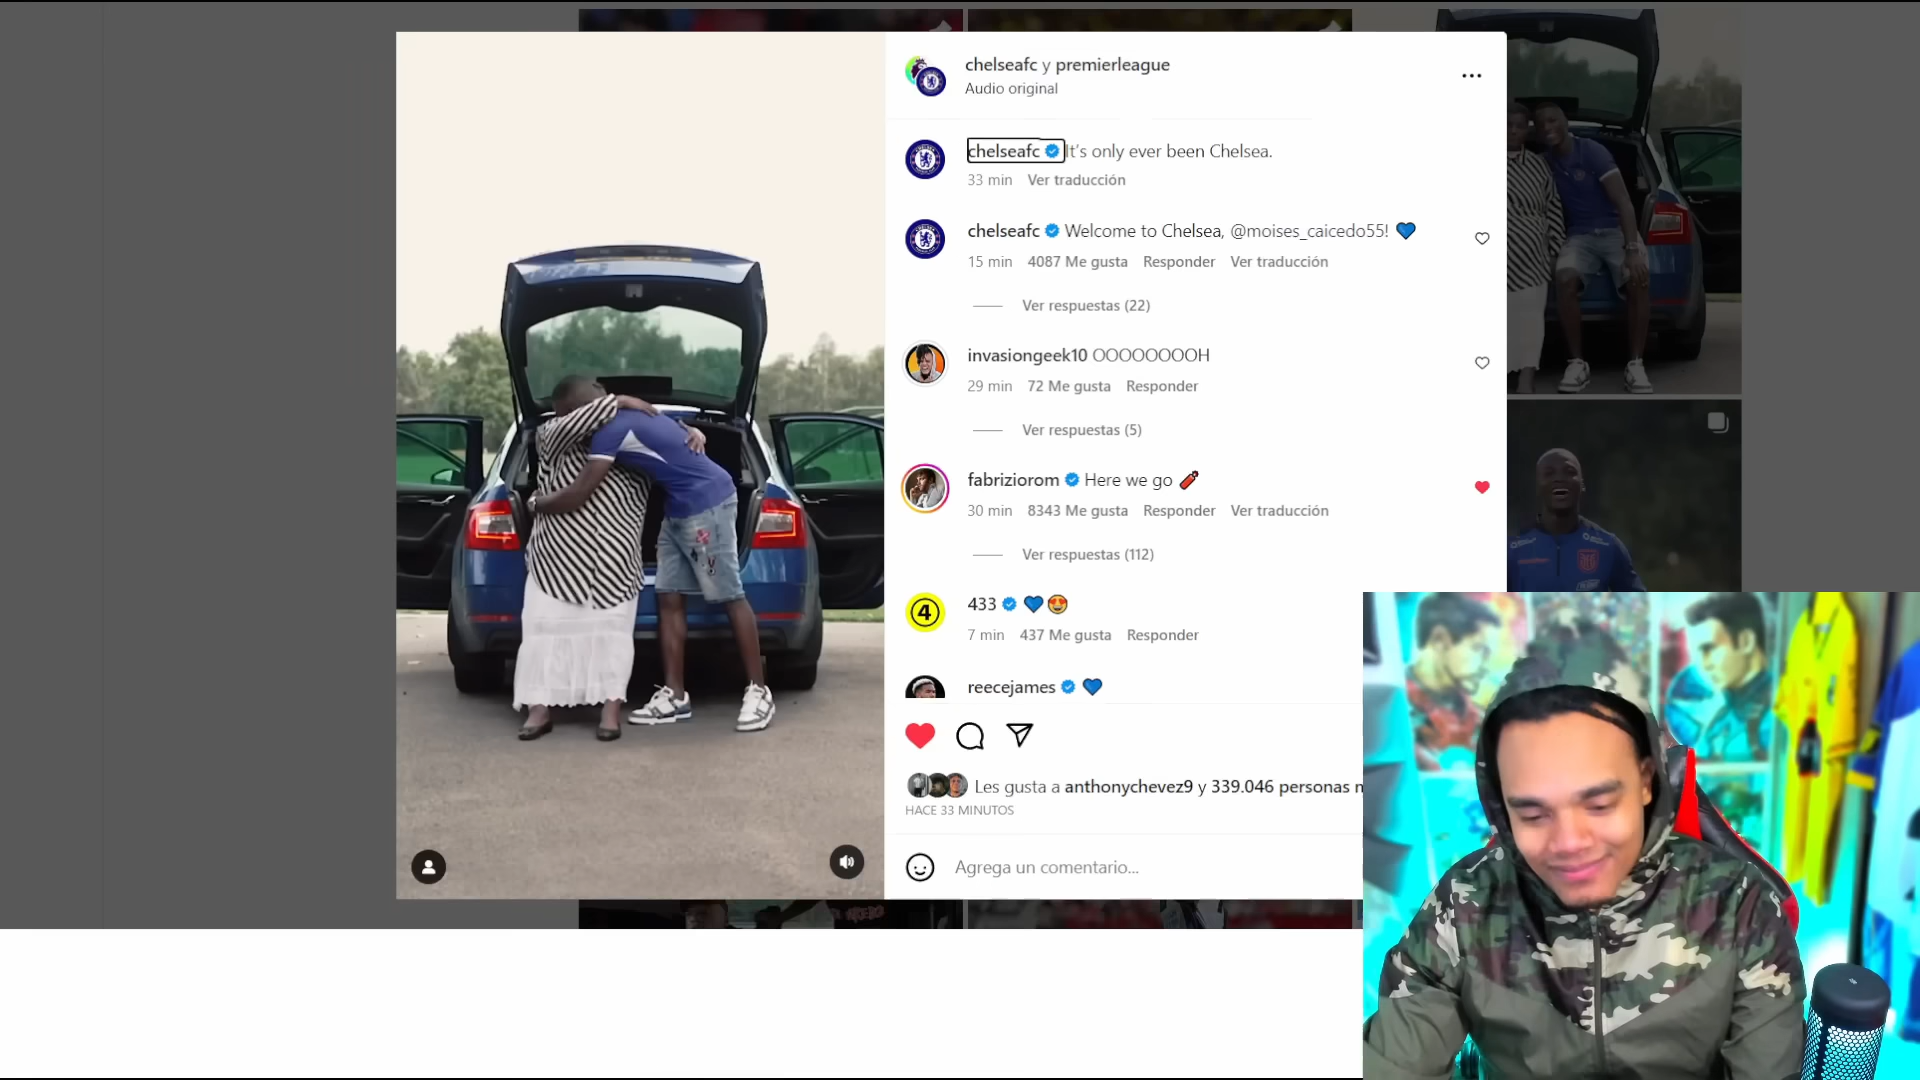 chelseafc y premierleague
Audio original
chelseafc It's only ever been Chelsea.
33 min Ver traducción
chelseafc Welcome to Chelsea, @moises_caicedo55! 💙
15 min 4087 Me gusta Responder Ver traducción
Ver respuestas (22)
invasiongeek10 OOOOOOOOH
29 min 72 Me gusta Responder
Ver respuestas (5)
fabriziorom Here we go 🧨
30 min 8343 Me gusta Responder Ver traducción
Ver respuestas (112)
433 💙😍
7 min 437 Me gusta Responder
reecejames 💙
Les gusta a anthonychevez9 y 339.046 personas
HACE 33 MINUTOS
Agrega un comentario...
4